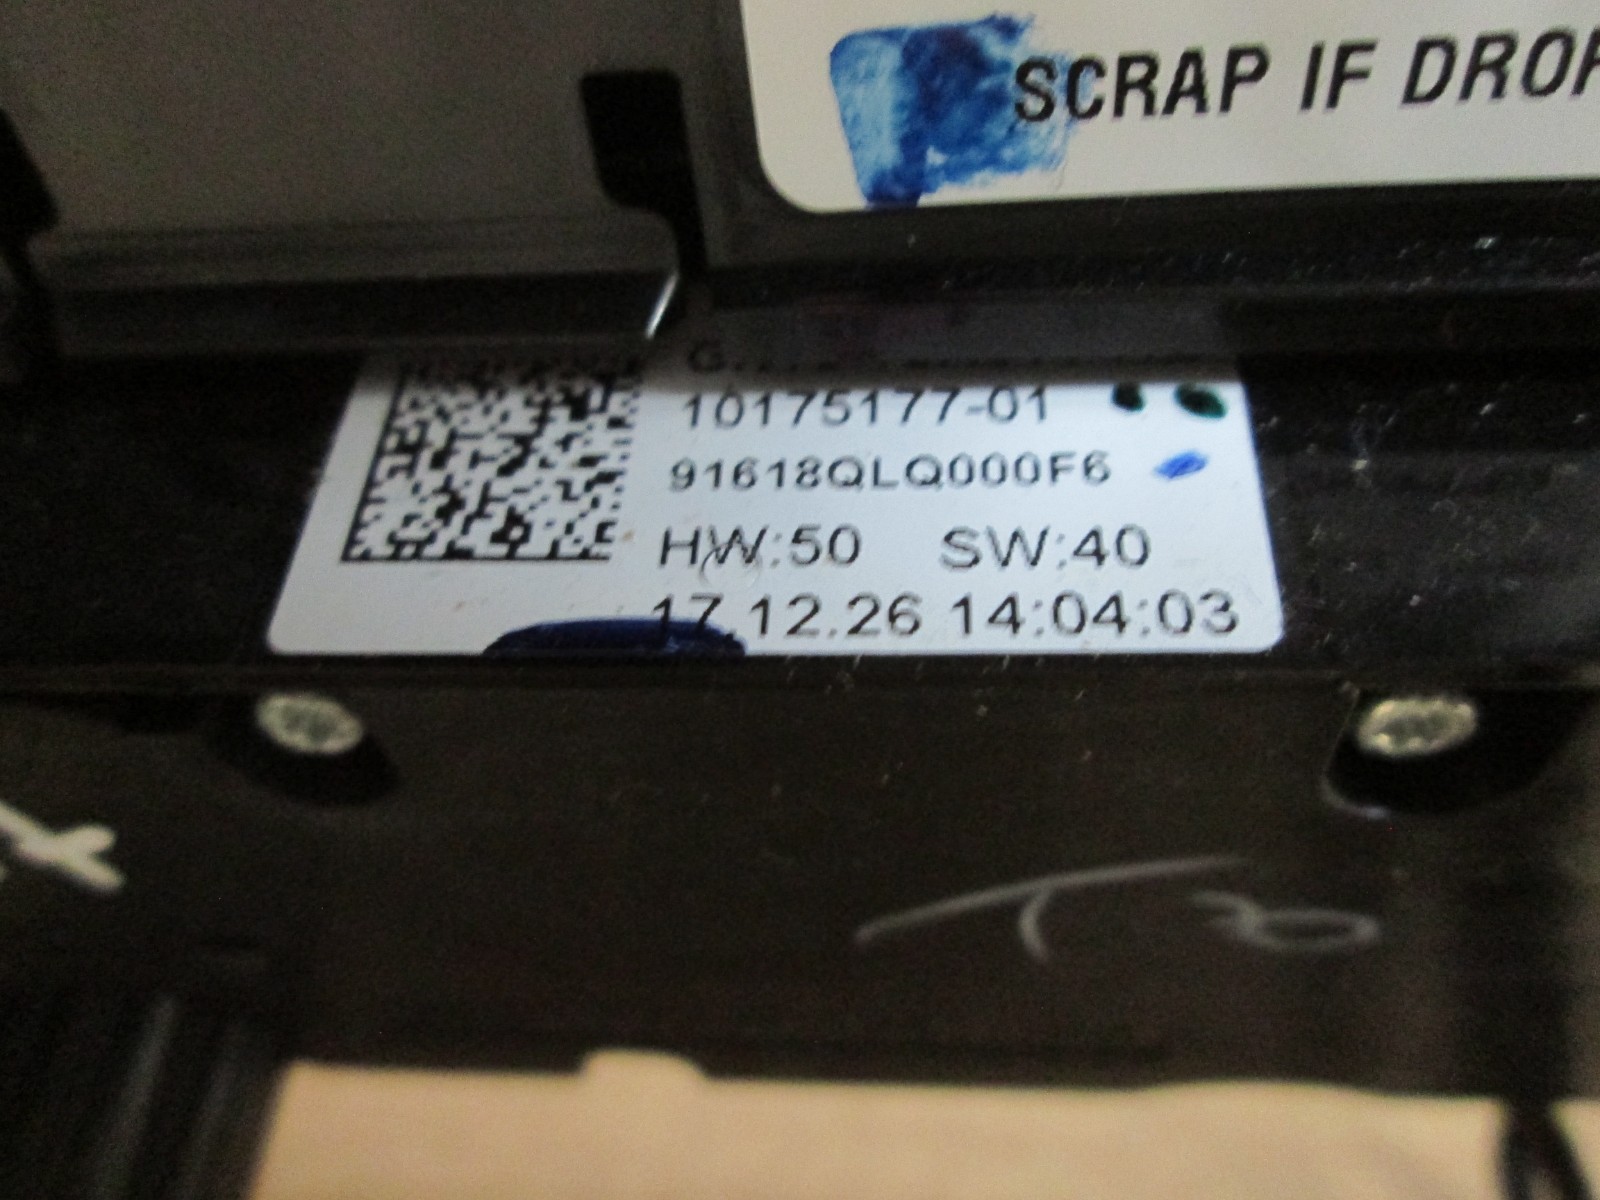 SCRAP IF DROP
10175177-01
91618QLQ000F6
HW:50 SW:40
17.12.26 14:04:03